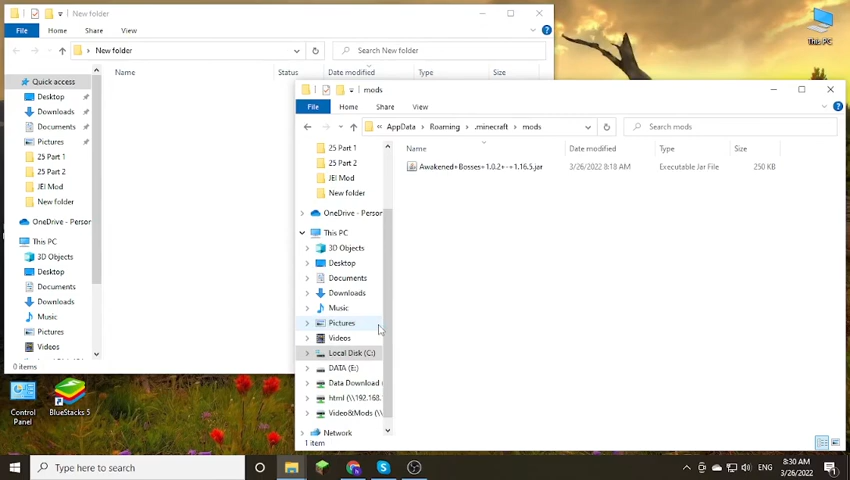 New folder
This PC
File
Home
Share
View
New folder
Search New folder
Name
Status
Date modified
Type
Size
Quick access
Desktop
Downloads
Documents
Pictures
25 Part 1
25 Part 2
JEI Mod
New folder
OneDrive - Person
This PC
3D Objects
Desktop
Documents
Downloads
Music
Pictures
Videos
0 items
mods
File
Home
Share
View
« AppData > Roaming > .minecraft > mods
Search mods
Name
Date modified
Type
Size
25 Part 1
25 Part 2
JEI Mod
New folder
OneDrive - Person
This PC
3D Objects
Desktop
Documents
Downloads
Music
Pictures
Videos
Local Disk (C:)
DATA (E:)
Data Download
html (\\192.168.
Video&Mods (\\
Network
1 item
Awakened+Bosses+1.0.2+-+1.16.5.jar
3/26/2022 8:18 AM
Executable Jar File
250 KB
Control
Panel
BlueStacks 5
Type here to search
ENG
8:30 AM
3/26/2022